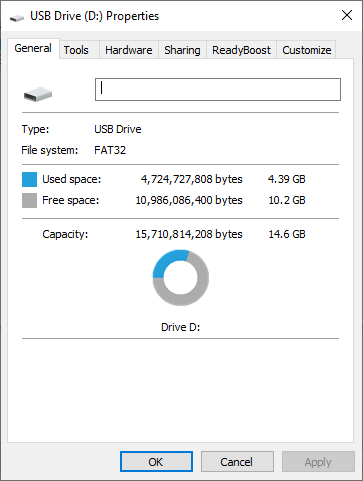 USB Drive (D:) Properties
General Tools Hardware Sharing ReadyBoost Customize
Type: USB Drive
File system: FAT32
Used space: 4,724,727,808 bytes 4.39 GB
Free space: 10,986,086,400 bytes 10.2 GB
Capacity: 15,710,814,208 bytes 14.6 GB
Drive D:
OK Cancel Apply